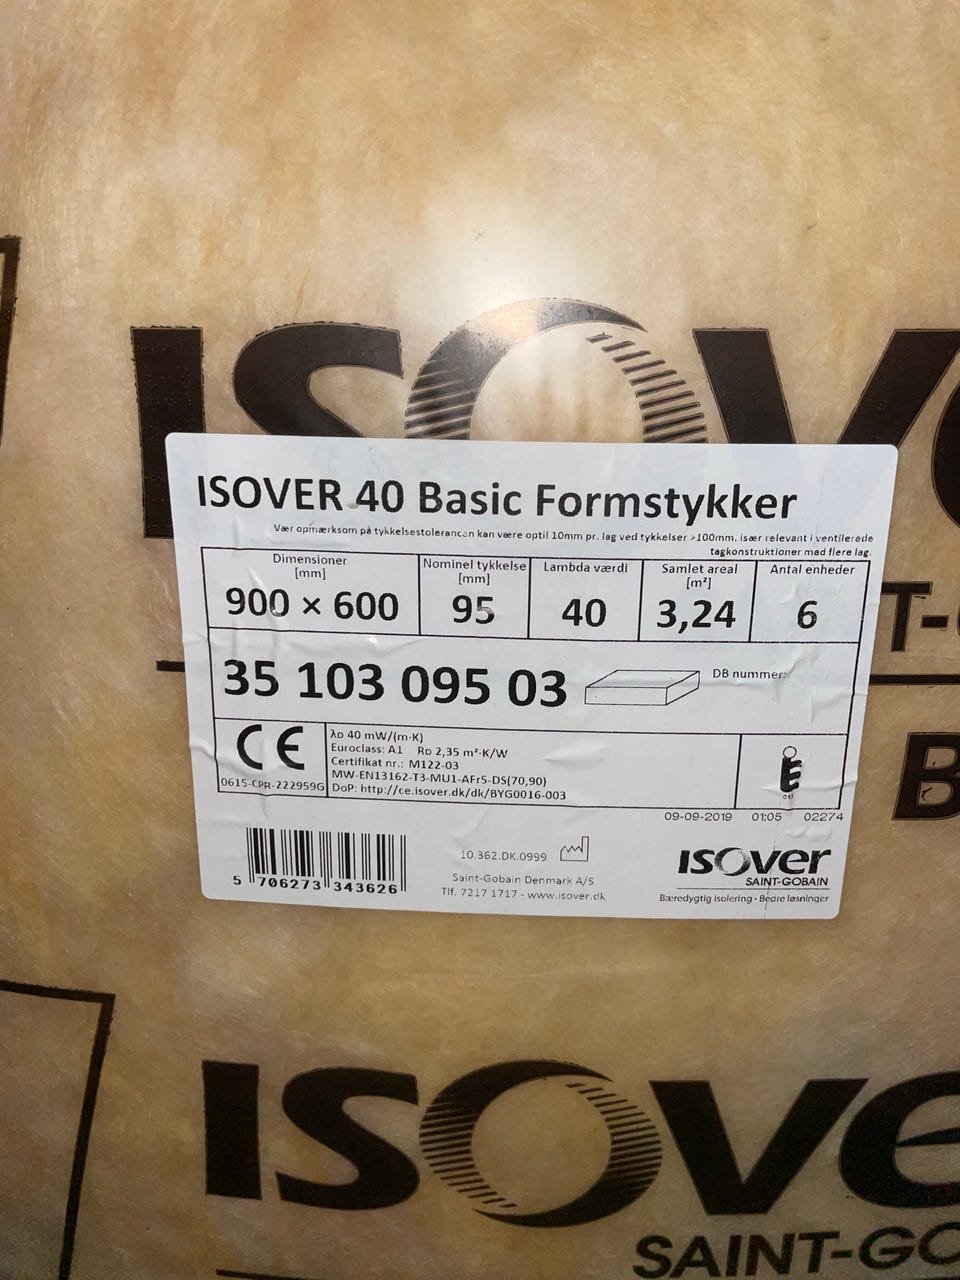 ISOV
T-G
B
ISOVER 40 Basic Formstykker
Vær opmærksom på tykkelsestolerancen kan være optil 10mm pr. lag ved tykkelser >100mm. især relevant i ventilerede
tagkonstruktioner med flere lag.
Dimensioner
[mm]
900 × 600
Nominel tykkelse
[mm]
95
Lambda værdi
40
Samlet areal
[m²]
3,24
Antal enheder
6
35 103 095 03
DB nummer:
CE
0615-CPR-222959G
λD 40 mW/(m·K)
Euroclass: A1 RD 2,35 m²·K/W
Certifikat nr.: M122-03
MW-EN13162-T3-MU1-AFr5-DS(70,90)
DoP: http://ce.isover.dk/dk/BYG0016-003
09-09-2019 01:05 02274
5 706273 343626
10.362.DK.0999
Saint-Gobain Denmark A/S
Tlf. 7217 1717 - www.isover.dk
isover
SAINT-GOBAIN
Bæredygtig isolering · Bedre løsninger
ISOVe
SAINT-GO